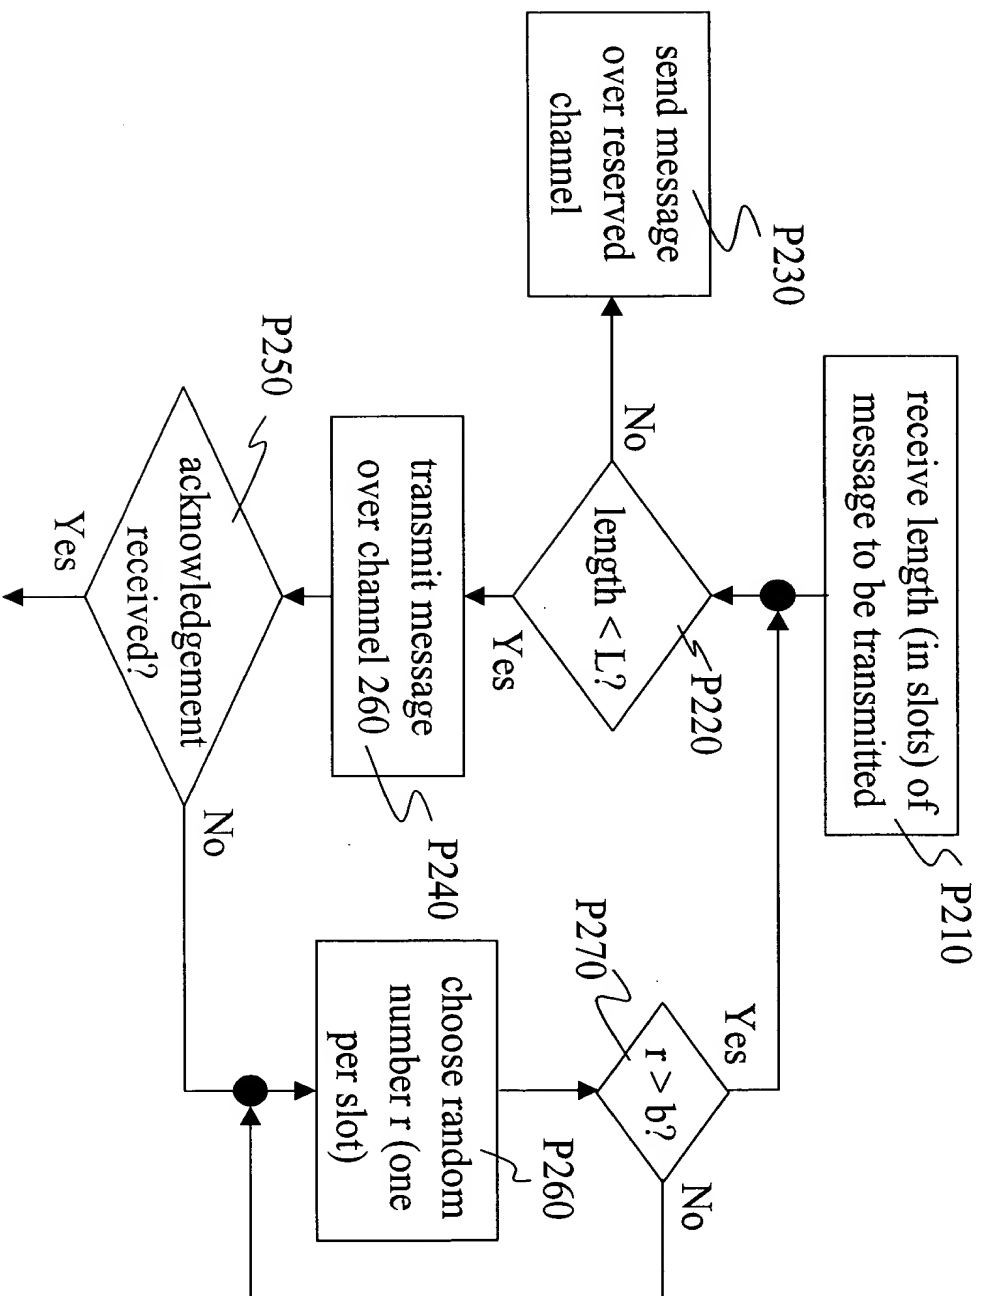 receive length (in slots) of
message to be transmitted
P210
length < L?
P220
No
Yes
send message
over reserved
channel
P230
transmit message
over channel 260
P240
acknowledgement
received?
P250
Yes
No
choose random
number r (one
per slot)
P260
r > b?
P270
Yes
No